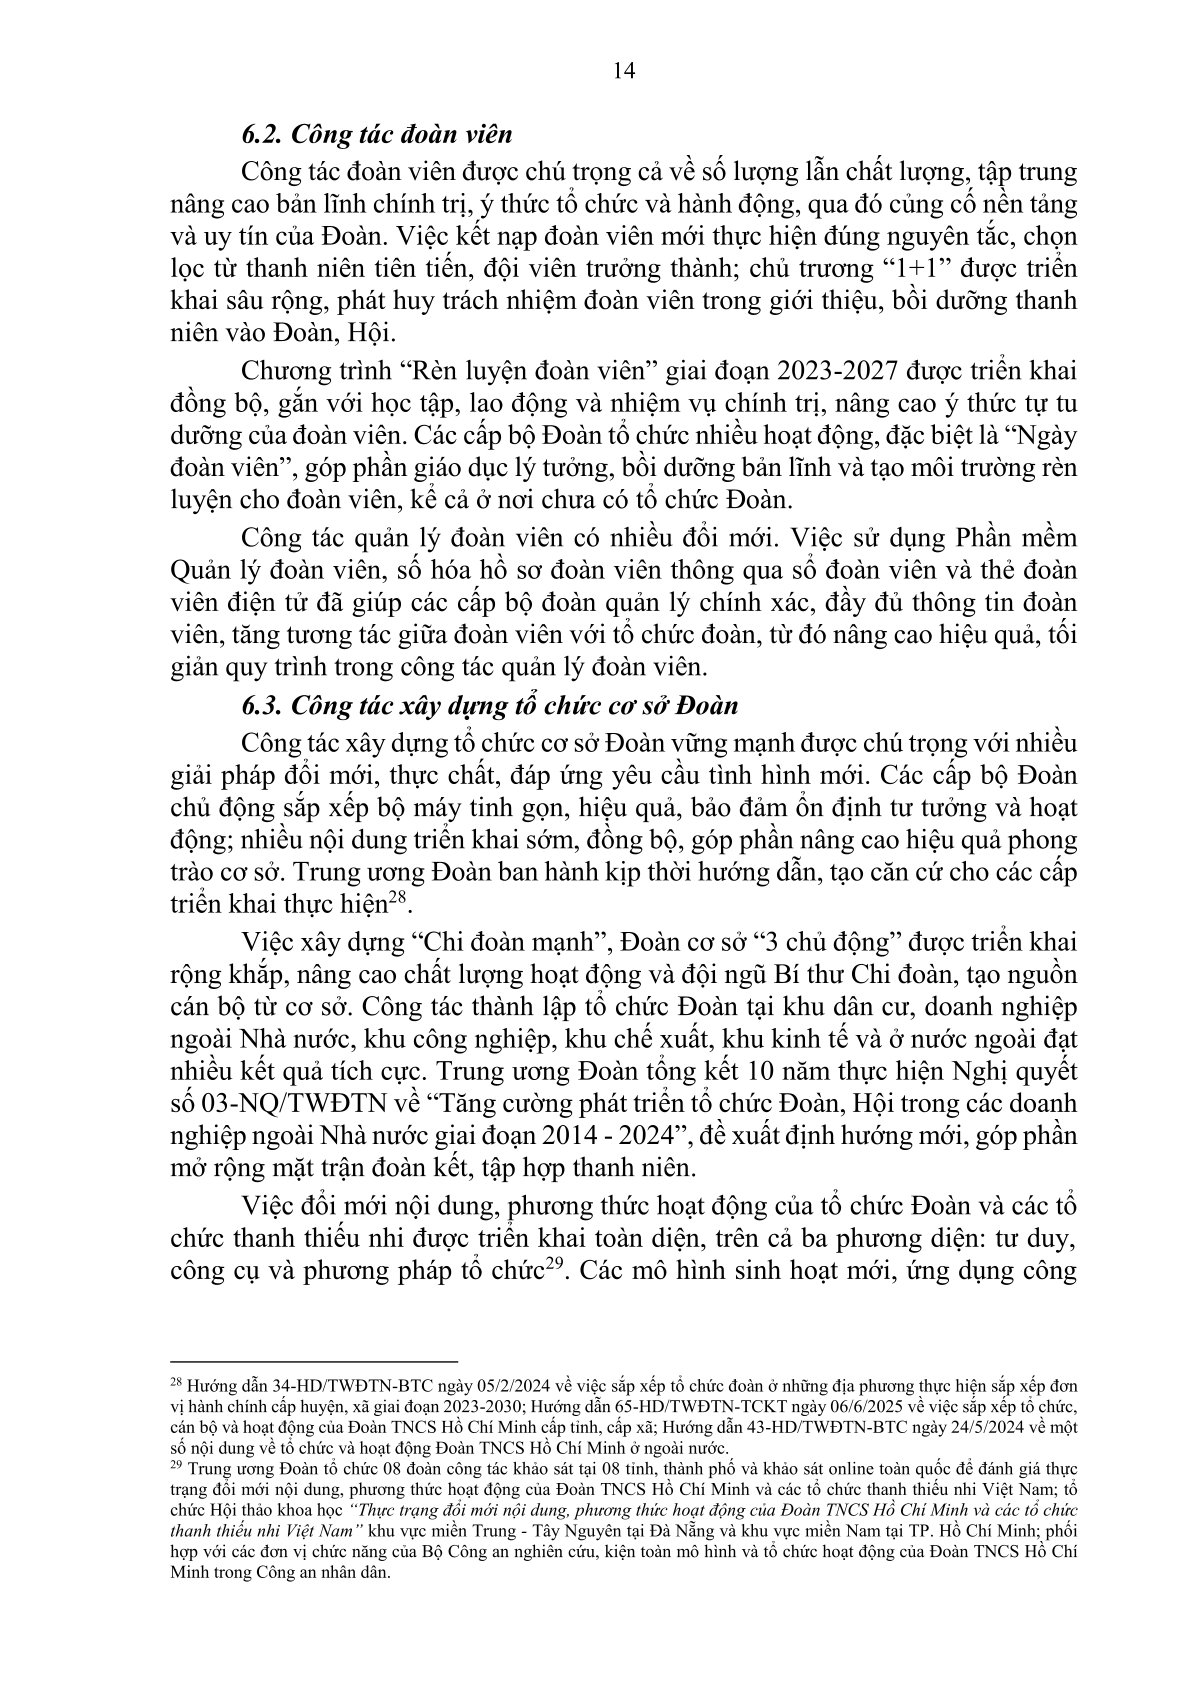 14
6.2. Công tác đoàn viên
Công tác đoàn viên được chú trọng cả về số lượng lẫn chất lượng, tập trung
nâng cao bản lĩnh chính trị, ý thức tổ chức và hành động, qua đó củng cố nền tảng
và uy tín của Đoàn. Việc kết nạp đoàn viên mới thực hiện đúng nguyên tắc, chọn
lọc từ thanh niên tiên tiến, đội viên trưởng thành; chủ trương “1+1” được triển
khai sâu rộng, phát huy trách nhiệm đoàn viên trong giới thiệu, bồi dưỡng thanh
niên vào Đoàn, Hội.
Chương trình “Rèn luyện đoàn viên” giai đoạn 2023-2027 được triển khai
đồng bộ, gắn với học tập, lao động và nhiệm vụ chính trị, nâng cao ý thức tự tu
dưỡng của đoàn viên. Các cấp bộ Đoàn tổ chức nhiều hoạt động, đặc biệt là “Ngày
đoàn viên”, góp phần giáo dục lý tưởng, bồi dưỡng bản lĩnh và tạo môi trường rèn
luyện cho đoàn viên, kể cả ở nơi chưa có tổ chức Đoàn.
Công tác quản lý đoàn viên có nhiều đổi mới. Việc sử dụng Phần mềm
Quản lý đoàn viên, số hóa hồ sơ đoàn viên thông qua sổ đoàn viên và thẻ đoàn
viên điện tử đã giúp các cấp bộ đoàn quản lý chính xác, đầy đủ thông tin đoàn
viên, tăng tương tác giữa đoàn viên với tổ chức đoàn, từ đó nâng cao hiệu quả, tối
giản quy trình trong công tác quản lý đoàn viên.
6.3. Công tác xây dựng tổ chức cơ sở Đoàn
Công tác xây dựng tổ chức cơ sở Đoàn vững mạnh được chú trọng với nhiều
giải pháp đổi mới, thực chất, đáp ứng yêu cầu tình hình mới. Các cấp bộ Đoàn
chủ động sắp xếp bộ máy tinh gọn, hiệu quả, bảo đảm ổn định tư tưởng và hoạt
động; nhiều nội dung triển khai sớm, đồng bộ, góp phần nâng cao hiệu quả phong
trào cơ sở. Trung ương Đoàn ban hành kịp thời hướng dẫn, tạo căn cứ cho các cấp
triển khai thực hiện28.
Việc xây dựng “Chi đoàn mạnh”, Đoàn cơ sở “3 chủ động” được triển khai
rộng khắp, nâng cao chất lượng hoạt động và đội ngũ Bí thư Chi đoàn, tạo nguồn
cán bộ từ cơ sở. Công tác thành lập tổ chức Đoàn tại khu dân cư, doanh nghiệp
ngoài Nhà nước, khu công nghiệp, khu chế xuất, khu kinh tế và ở nước ngoài đạt
nhiều kết quả tích cực. Trung ương Đoàn tổng kết 10 năm thực hiện Nghị quyết
số 03-NQ/TWĐTN về “Tăng cường phát triển tổ chức Đoàn, Hội trong các doanh
nghiệp ngoài Nhà nước giai đoạn 2014 - 2024”, đề xuất định hướng mới, góp phần
mở rộng mặt trận đoàn kết, tập hợp thanh niên.
Việc đổi mới nội dung, phương thức hoạt động của tổ chức Đoàn và các tổ
chức thanh thiếu nhi được triển khai toàn diện, trên cả ba phương diện: tư duy,
công cụ và phương pháp tổ chức29. Các mô hình sinh hoạt mới, ứng dụng công
28 Hướng dẫn 34-HD/TWĐTN-BTC ngày 05/2/2024 về việc sắp xếp tổ chức đoàn ở những địa phương thực hiện sắp xếp đơn
vị hành chính cấp huyện, xã giai đoạn 2023-2030; Hướng dẫn 65-HD/TWĐTN-TCKT ngày 06/6/2025 về việc sắp xếp tổ chức,
cán bộ và hoạt động của Đoàn TNCS Hồ Chí Minh cấp tỉnh, cấp xã; Hướng dẫn 43-HD/TWĐTN-BTC ngày 24/5/2024 về một
số nội dung về tổ chức và hoạt động Đoàn TNCS Hồ Chí Minh ở ngoài nước.
29 Trung ương Đoàn tổ chức 08 đoàn công tác khảo sát tại 08 tỉnh, thành phố và khảo sát online toàn quốc để đánh giá thực
trạng đổi mới nội dung, phương thức hoạt động của Đoàn TNCS Hồ Chí Minh và các tổ chức thanh thiếu nhi Việt Nam; tổ
chức Hội thảo khoa học “Thực trạng đổi mới nội dung, phương thức hoạt động của Đoàn TNCS Hồ Chí Minh và các tổ chức
thanh thiếu nhi Việt Nam” khu vực miền Trung - Tây Nguyên tại Đà Nẵng và khu vực miền Nam tại TP. Hồ Chí Minh; phối
hợp với các đơn vị chức năng của Bộ Công an nghiên cứu, kiện toàn mô hình và tổ chức hoạt động của Đoàn TNCS Hồ Chí
Minh trong Công an nhân dân.